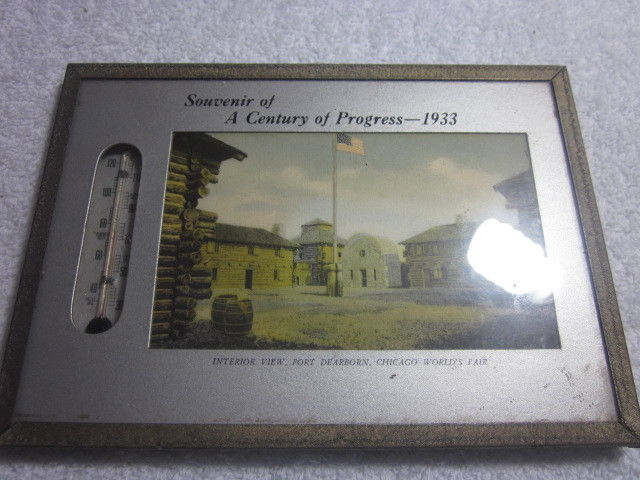 Souvenir of
A Century of Progress—1933
INTERIOR VIEW, FORT DEARBORN, CHICAGO WORLD'S FAIR